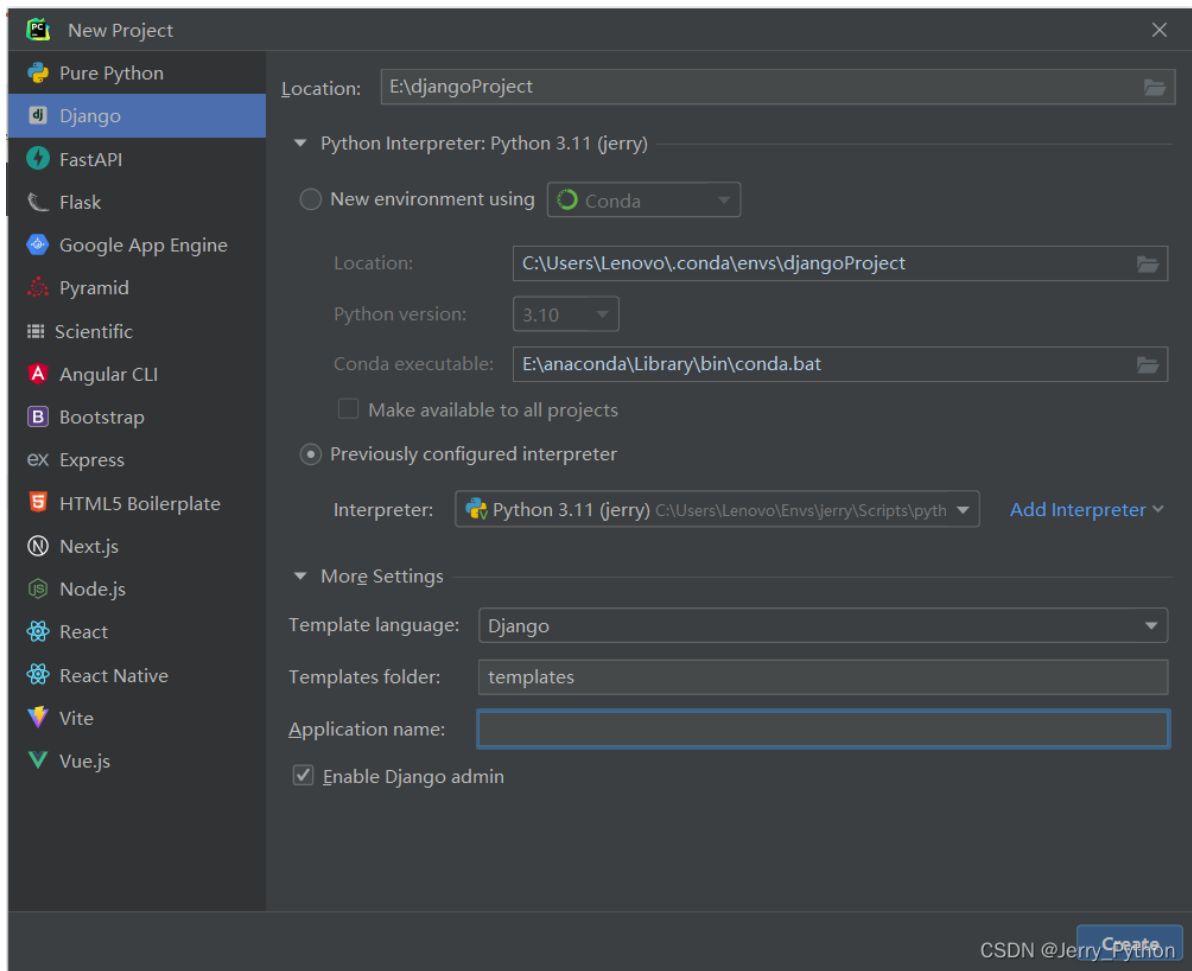 New Project
Pure Python
Django
FastAPI
Flask
Google App Engine
Pyramid
Scientific
Angular CLI
Bootstrap
ex Express
HTML5 Boilerplate
Next.js
Node.js
React
React Native
Vite
Vue.js
Location: E:\djangoProject
Python Interpreter: Python 3.11 (jerry)
New environment using Conda
Location: C:\Users\Lenovo\.conda\envs\djangoProject
Python version: 3.10
Conda executable: E:\anaconda\Library\bin\conda.bat
Make available to all projects
Previously configured interpreter
Interpreter: Python 3.11 (jerry) C:\Users\Lenovo\Envs\jerry\Scripts\pyth Add Interpreter
More Settings
Template language: Django
Templates folder: templates
Application name:
Enable Django admin
Create
CSDN @Jerry_Python